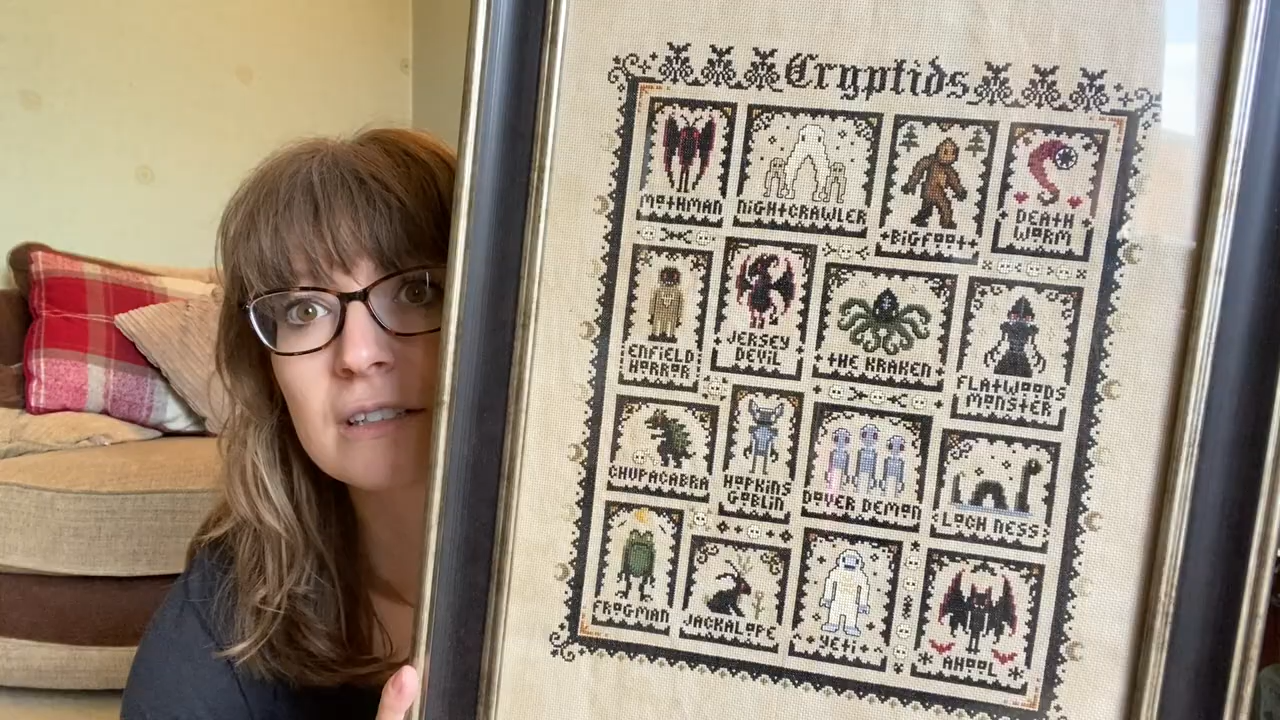 Cryptids
MOTHMAN
NIGHTCRAWLER
BIGFOOT
DEATH
WORM
ENFIELD
HORROR
JERSEY
DEVIL
THE KRAKEN
FLATWOODS
MONSTER
CHUPACABRA
HOPKINS
GOBLIN
DOVER DEMON
LOCH NESS
FROGMAN
JACKALOPE
YETI
AHOOL